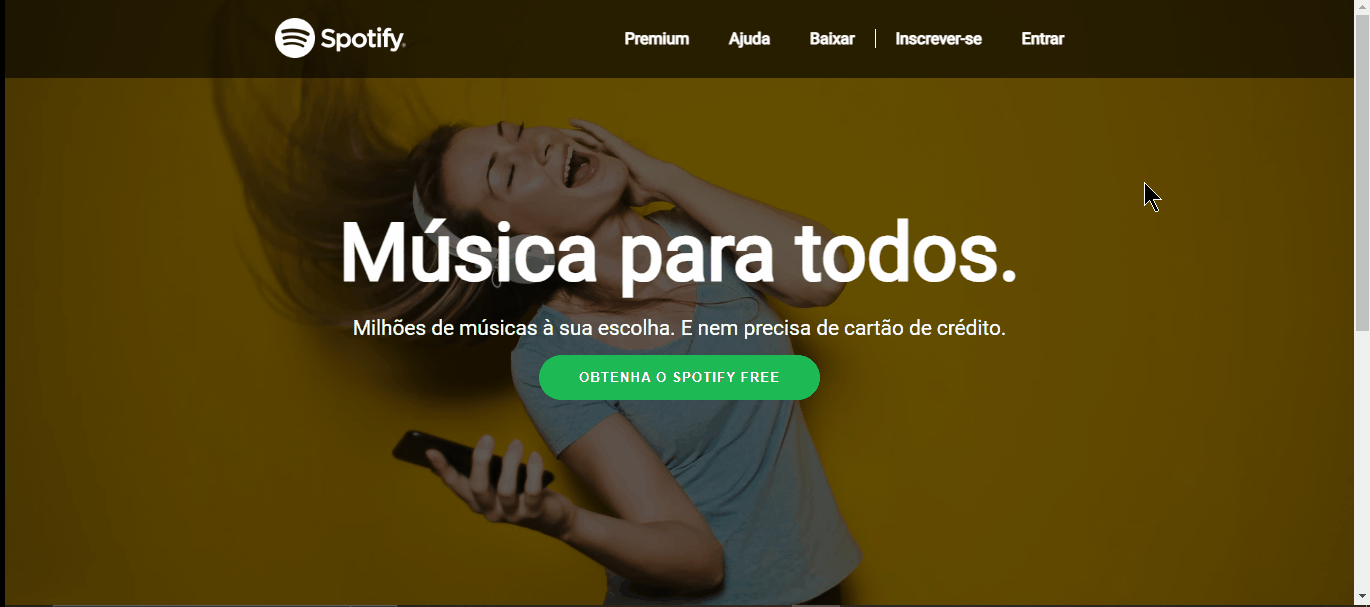 Spotify
Premium Ajuda Baixar Inscrever-se Entrar
Música para todos.
Milhões de músicas à sua escolha. E nem precisa de cartão de crédito.
OBTENHA O SPOTIFY FREE